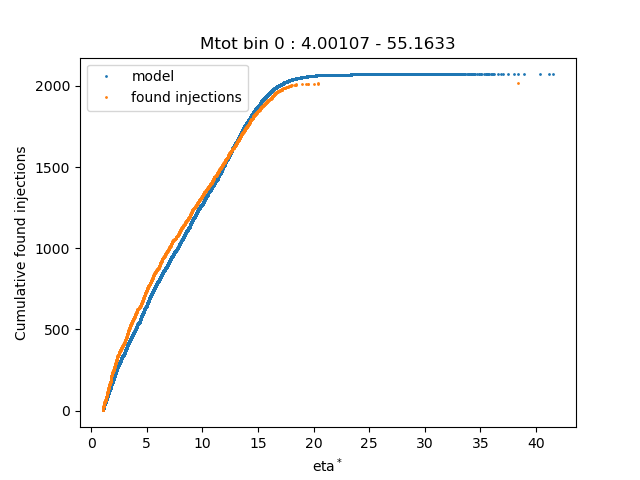 Mtot bin 0 : 4.00107 - 55.1633
model
found injections
2000
1500
1000
500
0
Cumulative found injections
0 5 10 15 20 25 30 35 40
eta*